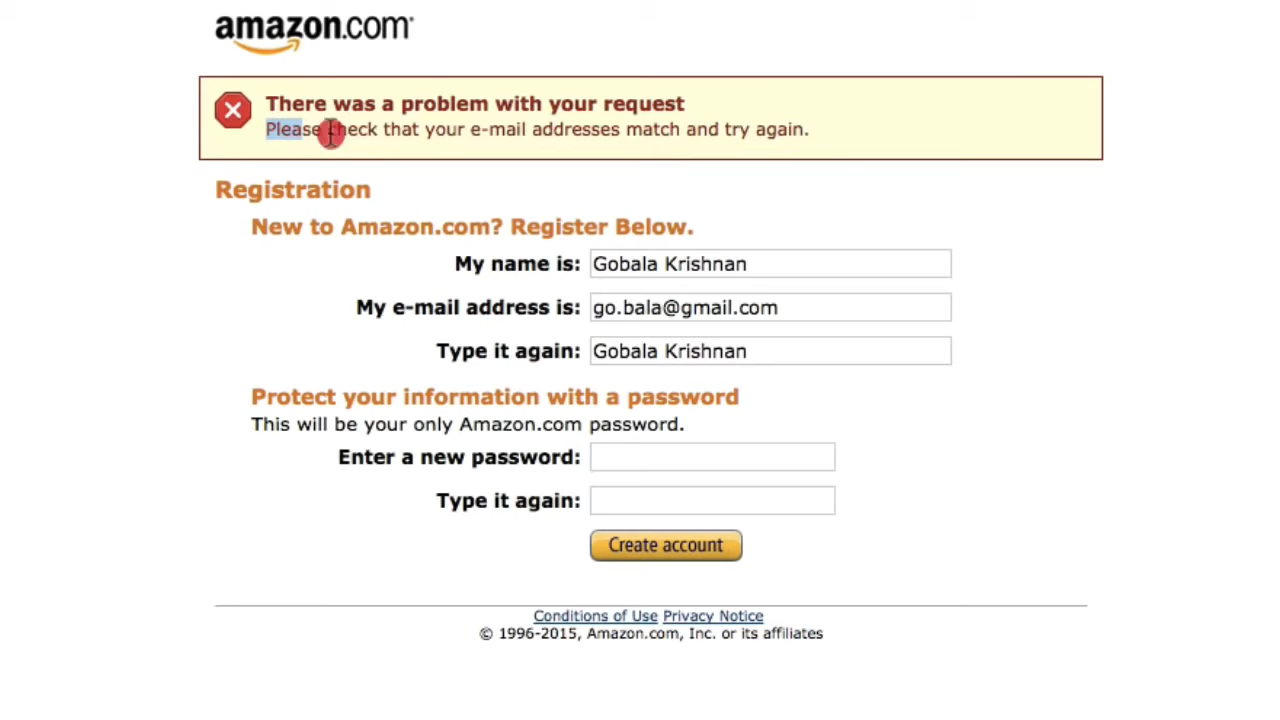 amazon.com
There was a problem with your request
Please check that your e-mail addresses match and try again.
Registration
New to Amazon.com? Register Below.
My name is: Gobala Krishnan
My e-mail address is: go.bala@gmail.com
Type it again: Gobala Krishnan
Protect your information with a password
This will be your only Amazon.com password.
Enter a new password:
Type it again:
Create account
Conditions of Use Privacy Notice
© 1996-2015, Amazon.com, Inc. or its affiliates